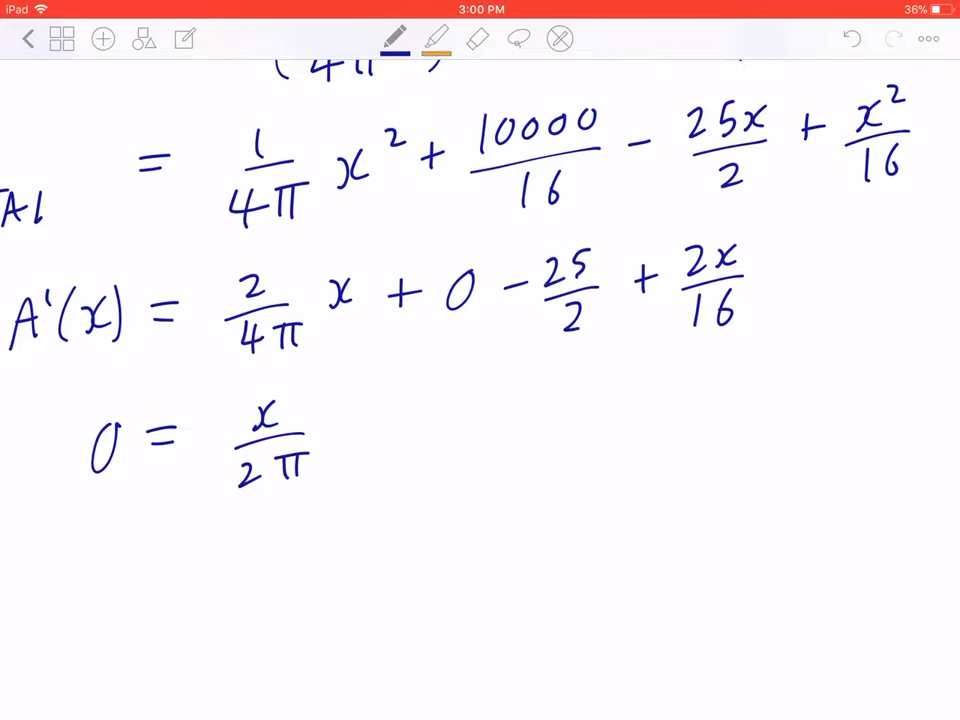 iPad 3:00 PM 36%
(4π )
= 1/4π x² + 10000/16 - 25x/2 + x²/16
A'(x) = 2/4π x + 0 - 25/2 + 2x/16
0 = x/2π